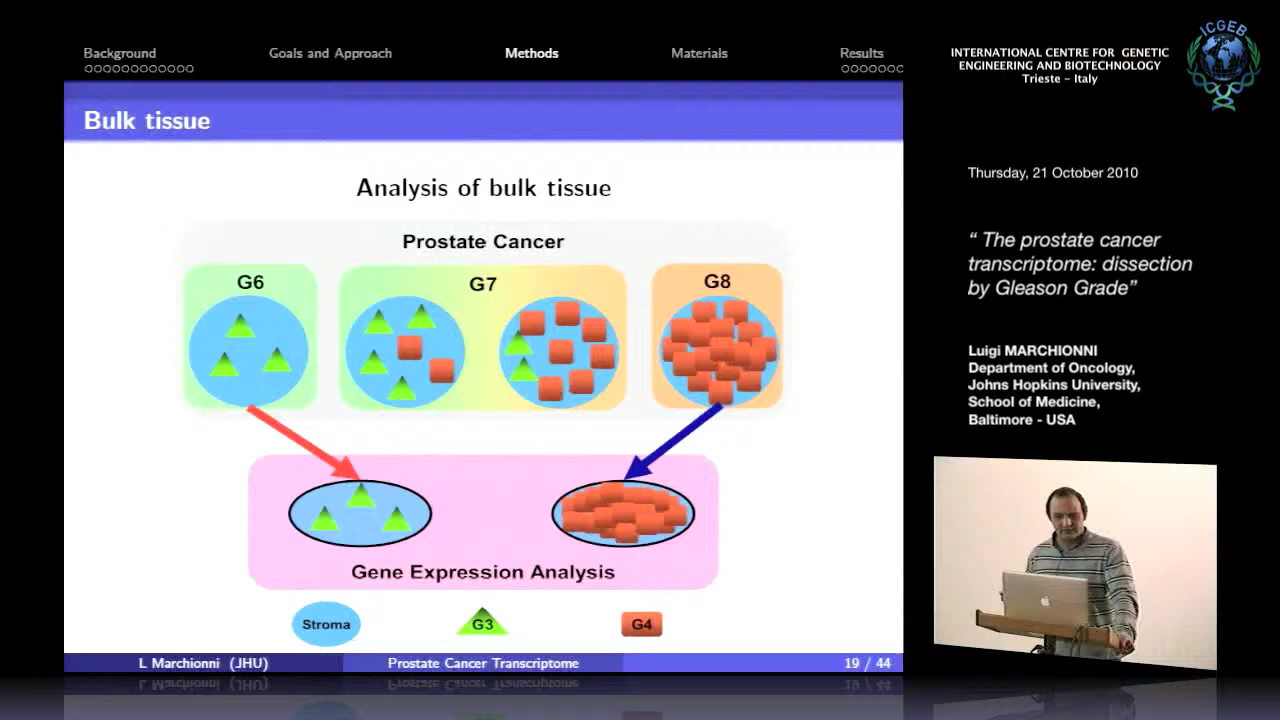 Background
Goals and Approach
Methods
Materials
Results
Bulk tissue
Analysis of bulk tissue
Prostate Cancer
G6
G7
G8
Gene Expression Analysis
Stroma
G3
G4
L Marchionni (JHU)
Prostate Cancer Transcriptome
19 / 44
ICGEB
INTERNATIONAL CENTRE FOR GENETIC
ENGINEERING AND BIOTECHNOLOGY
Trieste – Italy
Thursday, 21 October 2010
“ The prostate cancer
transcriptome: dissection
by Gleason Grade”
Luigi MARCHIONNI
Department of Oncology,
Johns Hopkins University,
School of Medicine,
Baltimore - USA